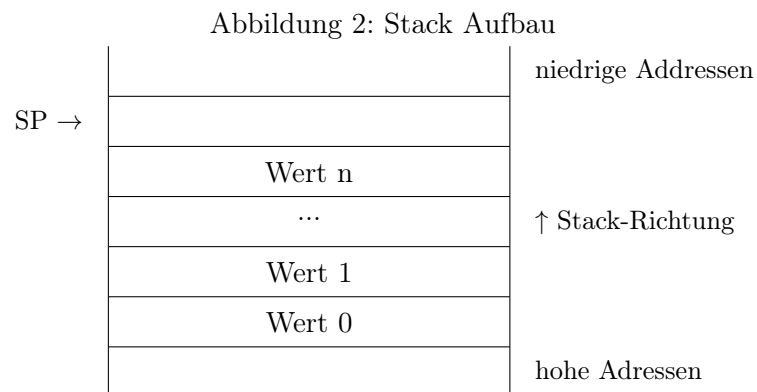 Abbildung 2: Stack Aufbau
niedrige Addressen
SP →
Wert n
...
↑ Stack-Richtung
Wert 1
Wert 0
hohe Adressen